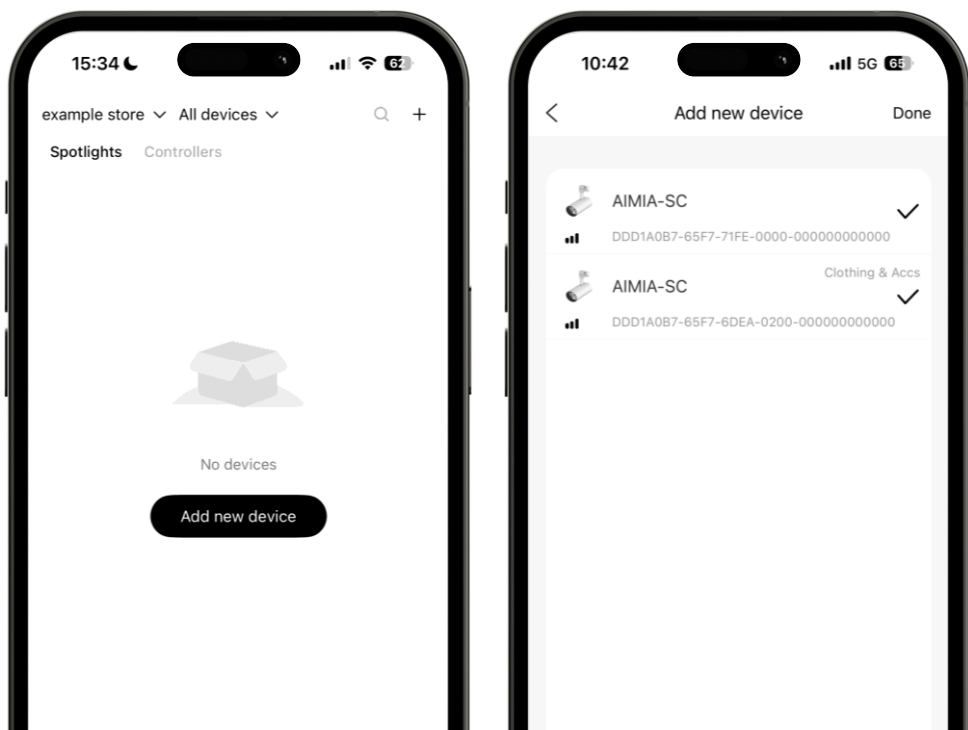 15:34
62
example store All devices
Spotlights Controllers
No devices
Add new device
10:42
5G 65
Add new device Done
AIMIA-SC
DDD1A0B7-65F7-71FE-0000-000000000000
Clothing & Accs
AIMIA-SC
DDD1A0B7-65F7-6DEA-0200-000000000000